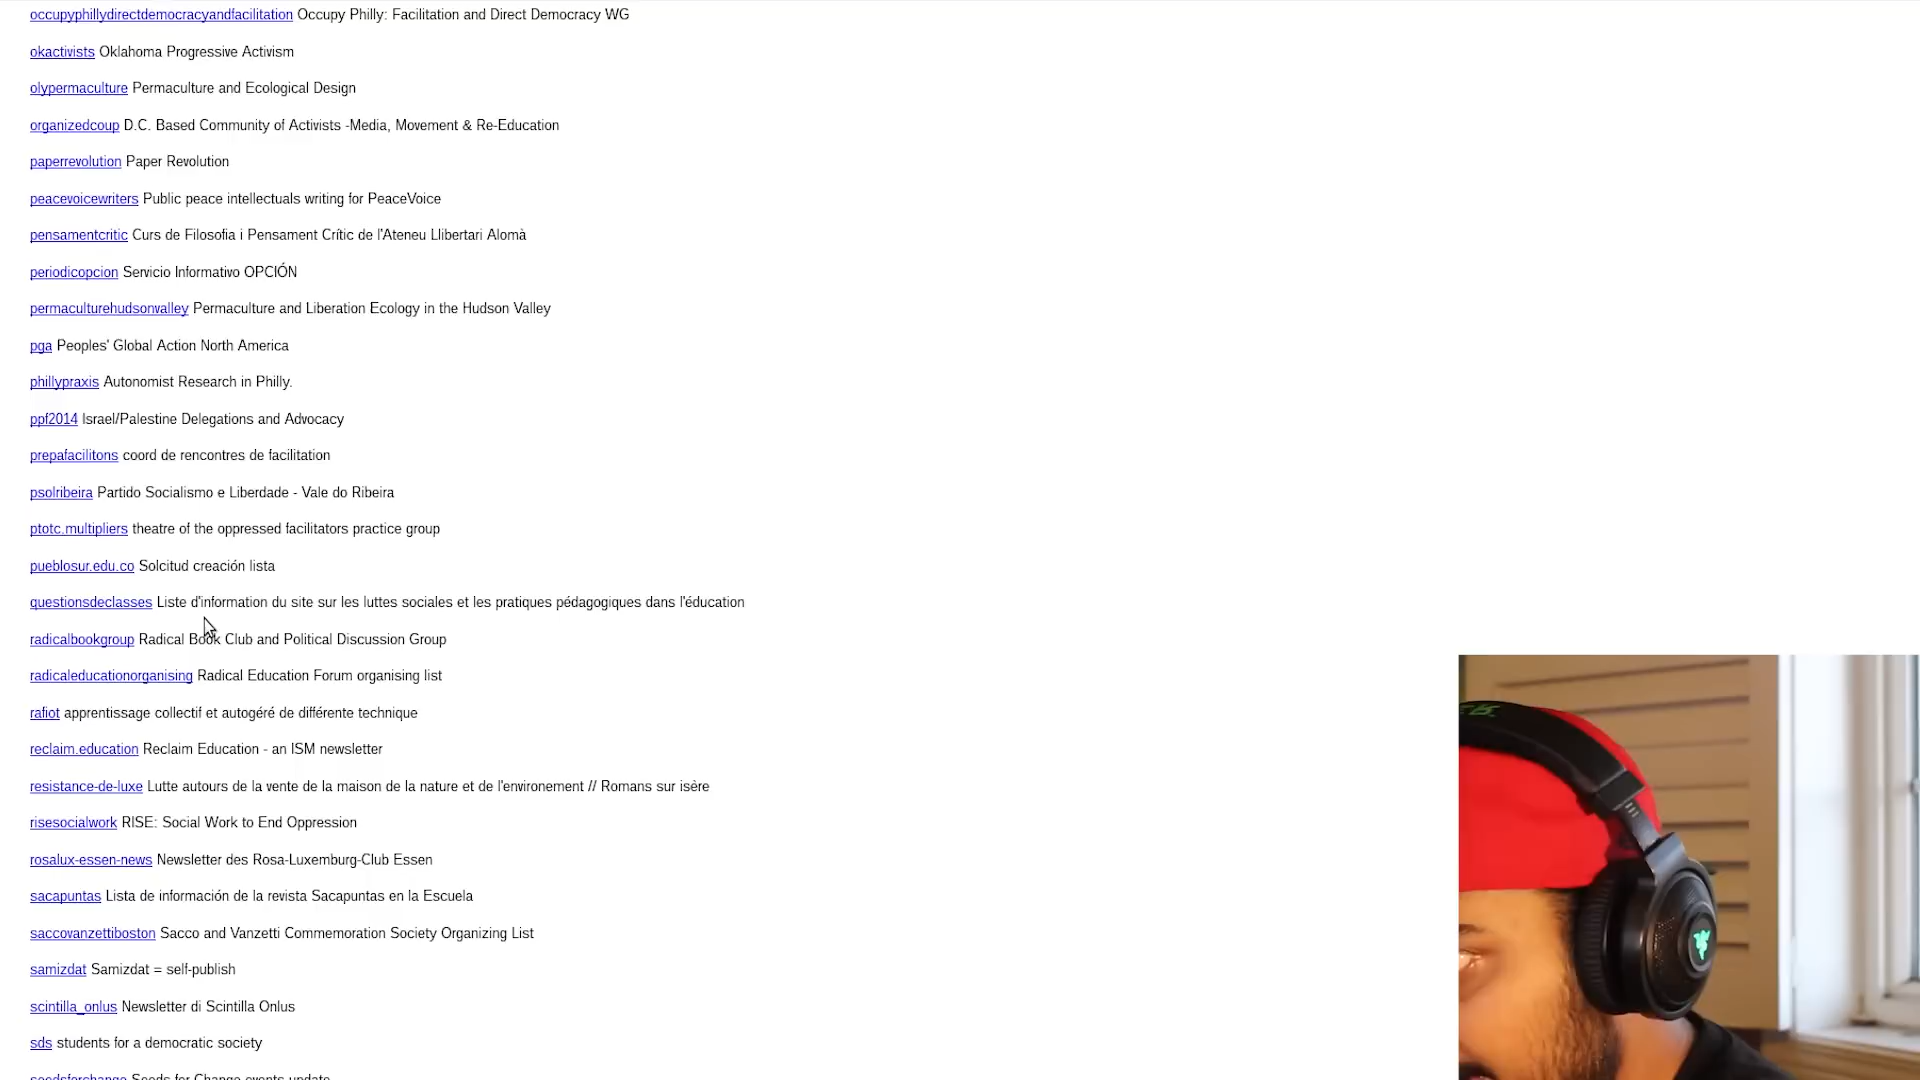 occupyphillydirectdemocracyandfacilitation Occupy Philly: Facilitation and Direct Democracy WG
okactivists Oklahoma Progressive Activism
olypermaculture Permaculture and Ecological Design
organizedcoup D.C. Based Community of Activists -Media, Movement & Re-Education
paperrevolution Paper Revolution
peacevoicewriters Public peace intellectuals writing for PeaceVoice
pensamentcritic Curs de Filosofia i Pensament Crític de l'Ateneu Llibertari Alomà
periodicopcion Servicio Informativo OPCIÓN
permaculturehudsonvalley Permaculture and Liberation Ecology in the Hudson Valley
pga Peoples' Global Action North America
phillypraxis Autonomist Research in Philly.
ppf2014 Israel/Palestine Delegations and Advocacy
prepafacilitons coord de rencontres de facilitation
psolribeira Partido Socialismo e Liberdade - Vale do Ribeira
ptotc.multipliers theatre of the oppressed facilitators practice group
pueblosur.edu.co Solcitud creación lista
questionsdeclasses Liste d'information du site sur les luttes sociales et les pratiques pédagogiques dans l'éducation
radicalbookgroup Radical Book Club and Political Discussion Group
radicaleducationorganising Radical Education Forum organising list
rafiot apprentissage collectif et autogéré de différente technique
reclaim.education Reclaim Education - an ISM newsletter
resistance-de-luxe Lutte autours de la vente de la maison de la nature et de l'environement // Romans sur isère
risesocialwork RISE: Social Work to End Oppression
rosalux-essen-news Newsletter des Rosa-Luxemburg-Club Essen
sacapuntas Lista de información de la revista Sacapuntas en la Escuela
saccovanzettiboston Sacco and Vanzetti Commemoration Society Organizing List
samizdat Samizdat = self-publish
scintilla_onlus Newsletter di Scintilla Onlus
sds students for a democratic society
seedsforchange Seeds for Change events update